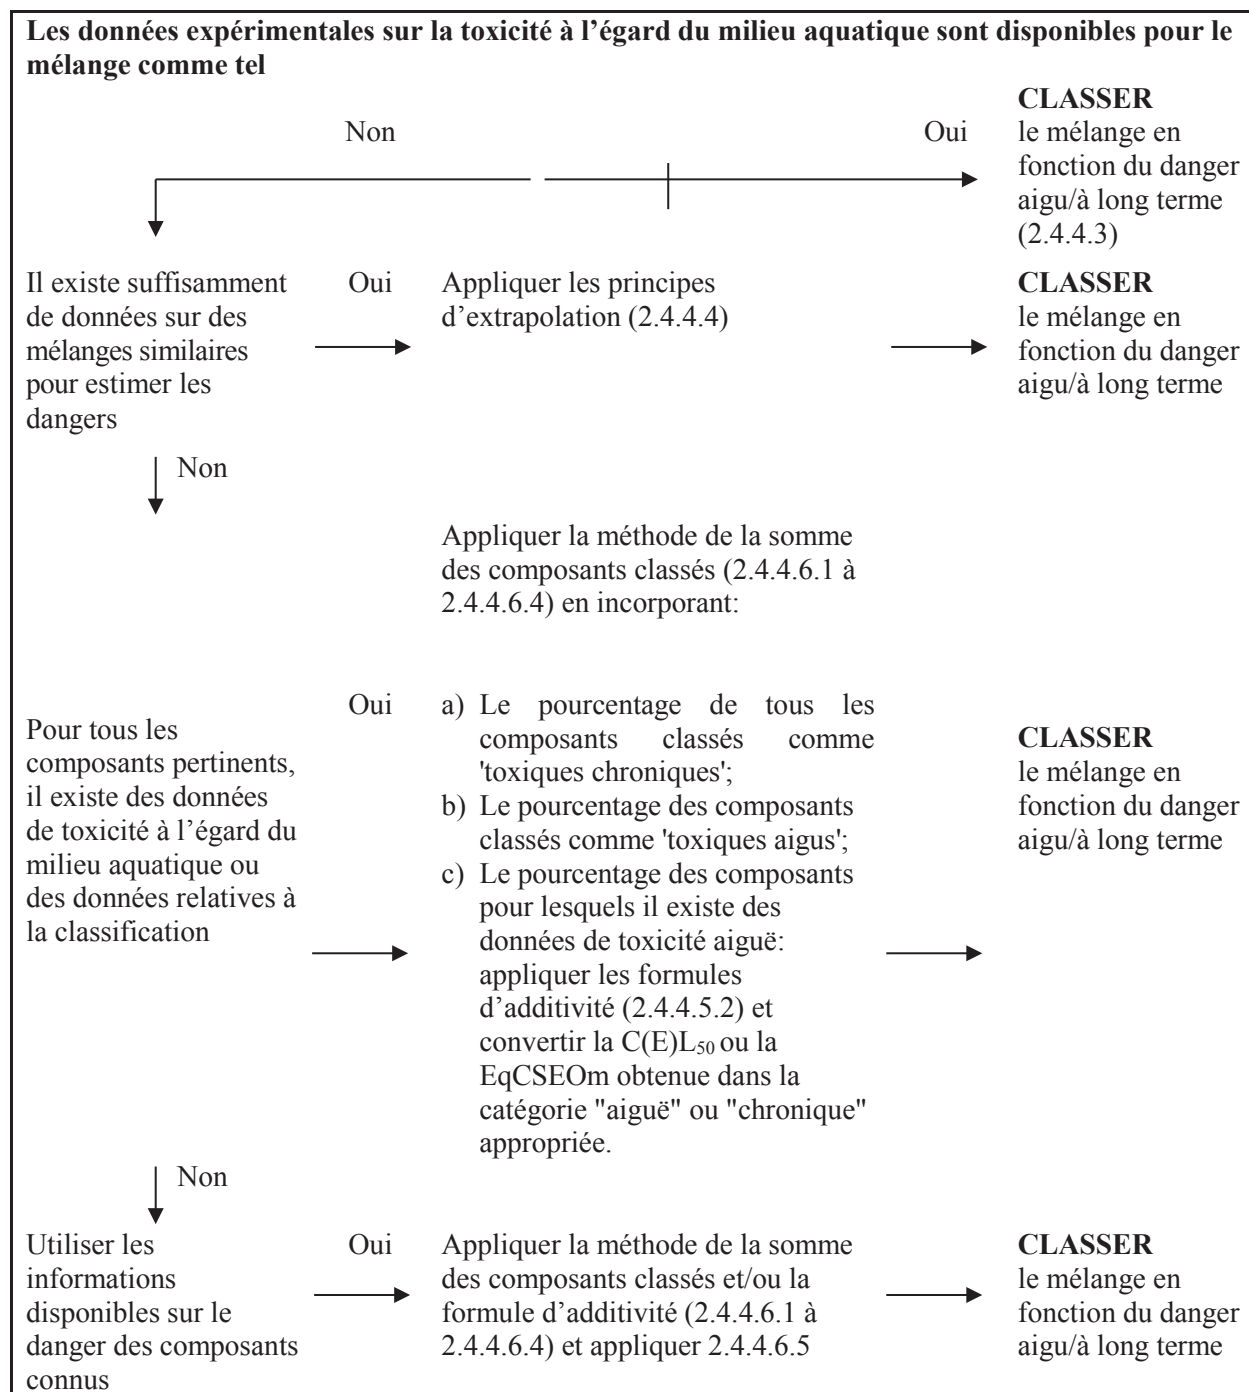 Les données expérimentales sur la toxicité à l’égard du milieu aquatique sont disponibles pour le
mélange comme tel
Non
Oui
CLASSER
le mélange en
fonction du danger
aigu/à long terme
(2.4.4.3)
Il existe suffisamment
de données sur des
mélanges similaires
pour estimer les
dangers
Oui
Appliquer les principes
d’extrapolation (2.4.4.4)
CLASSER
le mélange en
fonction du danger
aigu/à long terme
Non
Appliquer la méthode de la somme
des composants classés (2.4.4.6.1 à
2.4.4.6.4) en incorporant:
Pour tous les
composants pertinents,
il existe des données
de toxicité à l’égard du
milieu aquatique ou
des données relatives à
la classification
Oui
a) Le pourcentage de tous les
composants classés comme
'toxiques chroniques';
b) Le pourcentage des composants
classés comme 'toxiques aigus';
c) Le pourcentage des composants
pour lesquels il existe des
données de toxicité aiguë:
appliquer les formules
d’additivité (2.4.4.5.2) et
convertir la C(E)L50 ou la
EqCSEOm obtenue dans la
catégorie "aiguë" ou "chronique"
appropriée.
CLASSER
le mélange en
fonction du danger
aigu/à long terme
Non
Utiliser les
informations
disponibles sur le
danger des composants
connus
Oui
Appliquer la méthode de la somme
des composants classés et/ou la
formule d’additivité (2.4.4.6.1 à
2.4.4.6.4) et appliquer 2.4.4.6.5
CLASSER
le mélange en
fonction du danger
aigu/à long terme